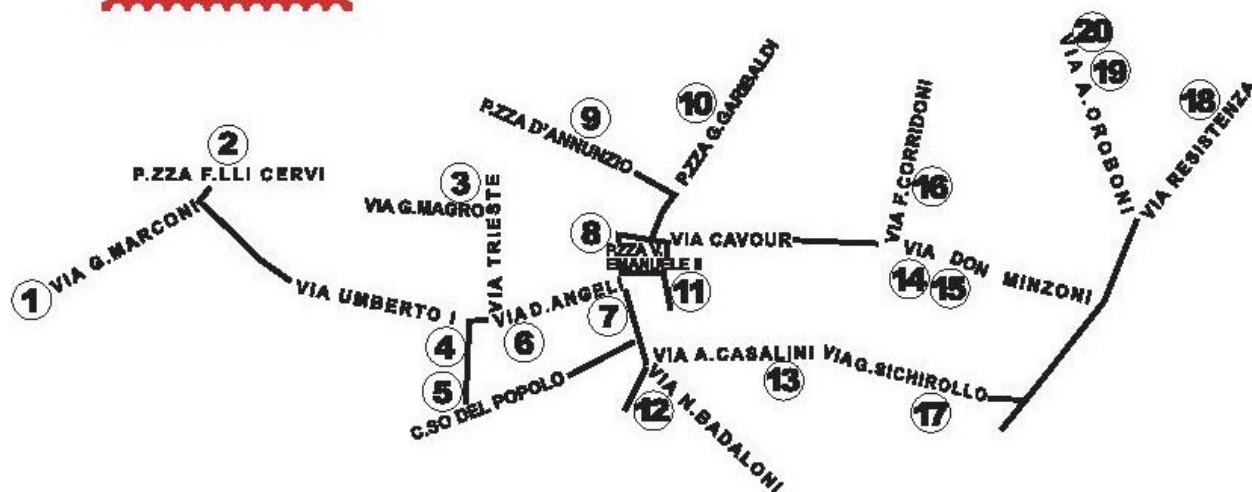 20
19
18
VIA A. OROBONI
VIA RESISTENZA
10
P.ZZA G.GARIBALDI
9
P.ZZA D'ANNUNZIO
2
P.ZZA F.LLI CERVI
3
VIA G.MAGRO
VIA TRIESTE
16
VIA F.CORRIDONI
VIA G.MARCONI
1
8
P.ZZA V.
EMANUELE II
VIA CAVOUR
VIA DON MINZONI
14
15
11
VIA UMBERTO I
VIA D.ANGELI
7
4
6
5
C.SO DEL POPOLO
VIA A.CASALINI
13
VIA G.SICHIROLLO
17
12
VIA N.BADALONI